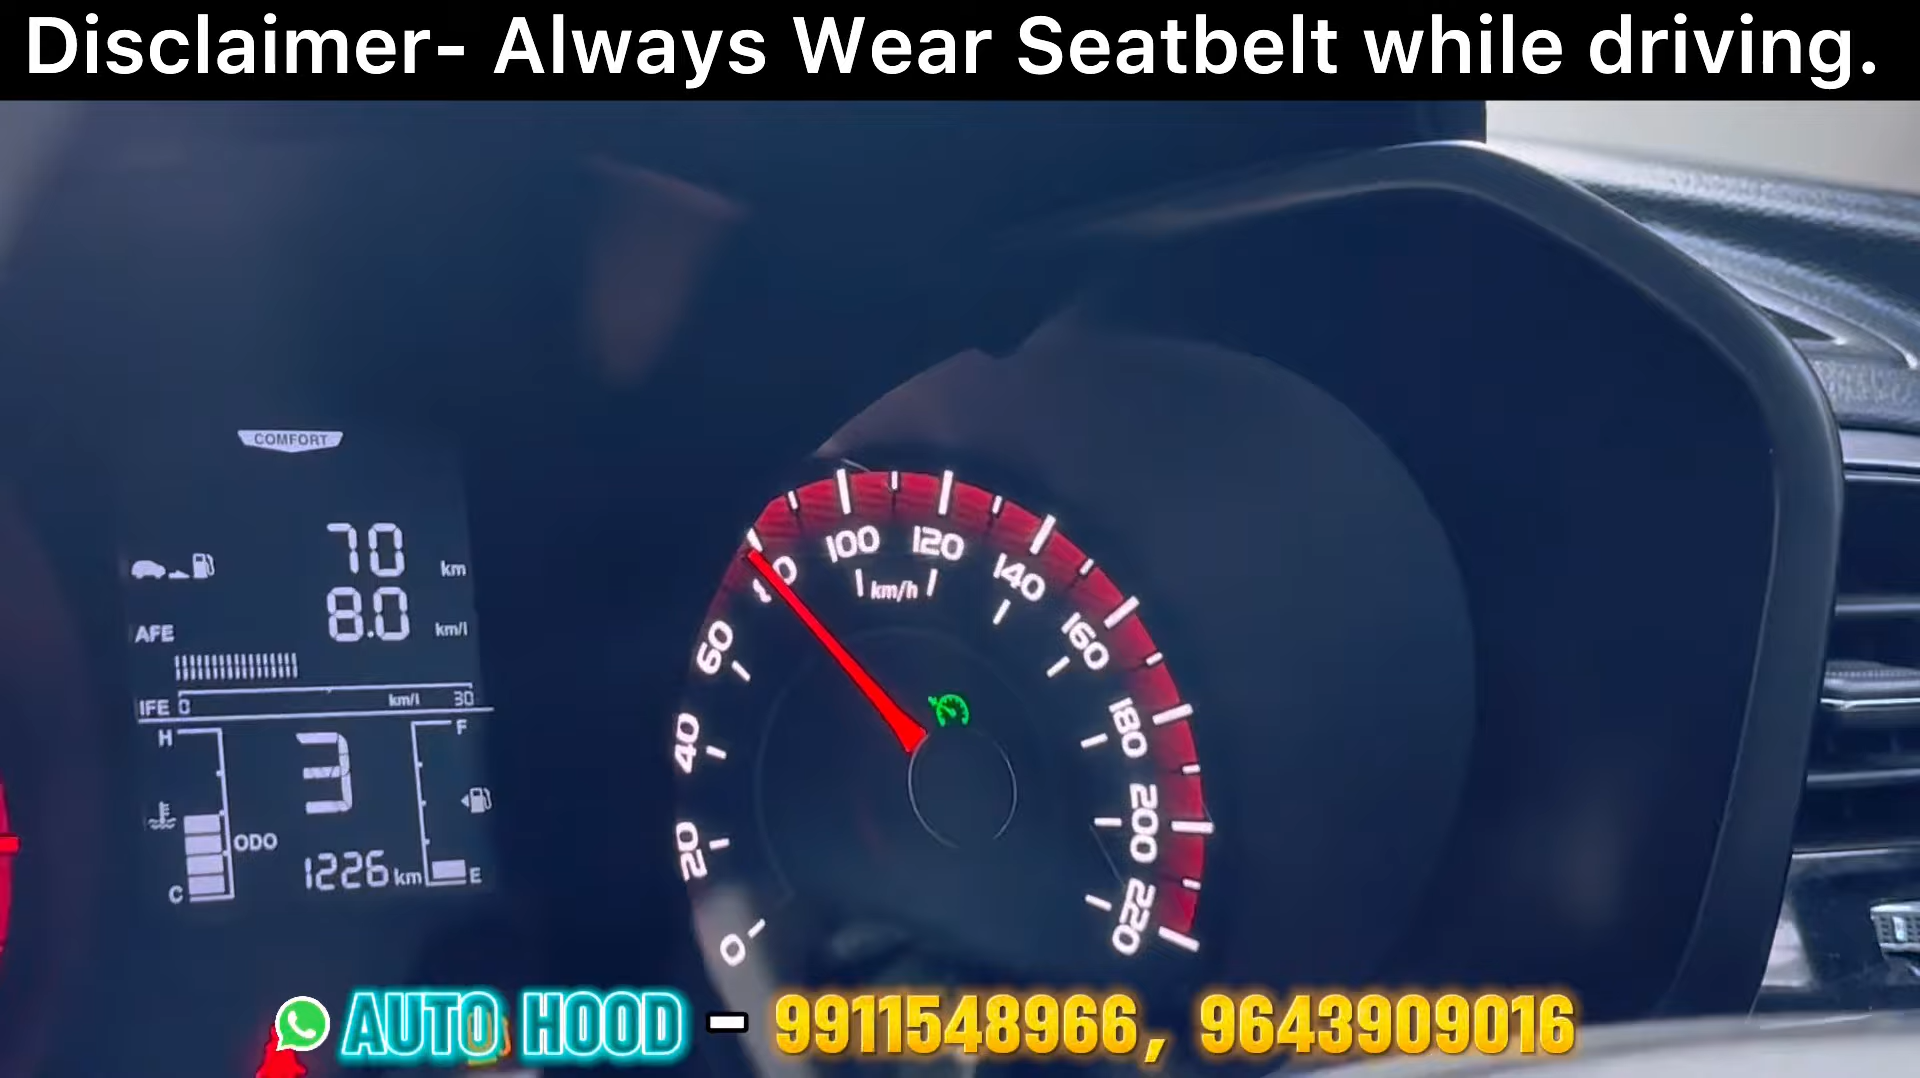 Disclaimer- Always Wear Seatbelt while driving.
COMFORT
70 km
AFE 8.0 km/l
IFE 0 km/l 30
H F
3
ODO
1226 km
C E
0
20
40
60
100
120
140
160
180
200
220
km/h
AUTO HOOD - 9911548966, 9643909016